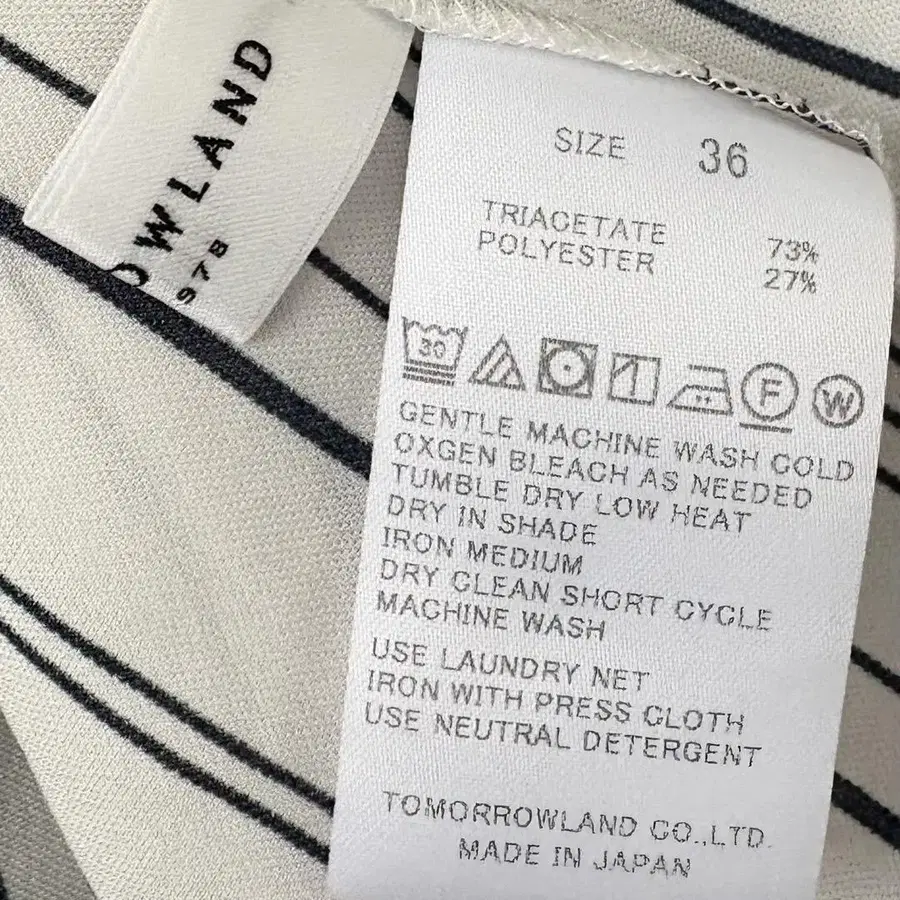 OWLAND
978
SIZE 36
TRIACETATE 73%
POLYESTER 27%
30
F W
GENTLE MACHINE WASH COLD
OXGEN BLEACH AS NEEDED
TUMBLE DRY LOW HEAT
DRY IN SHADE
IRON MEDIUM
DRY CLEAN SHORT CYCLE
MACHINE WASH
USE LAUNDRY NET
IRON WITH PRESS CLOTH
USE NEUTRAL DETERGENT
TOMORROWLAND CO.,LTD.
MADE IN JAPAN